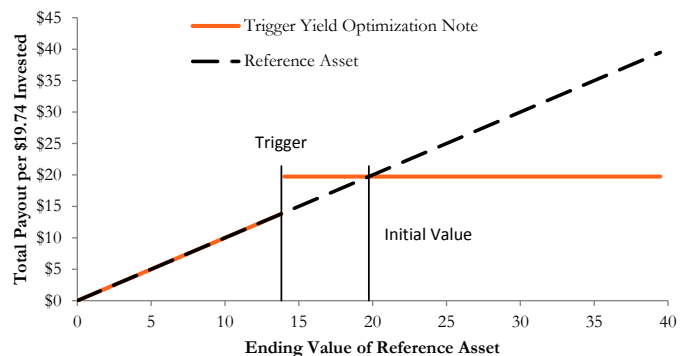 Total Payout per $19.74 Invested
$45
$40
$35
$30
$25
$20
$15
$10
$5
$0
Trigger Yield Optimization Note
Reference Asset
Trigger
Initial Value
0 5 10 15 20 25 30 35 40
Ending Value of Reference Asset